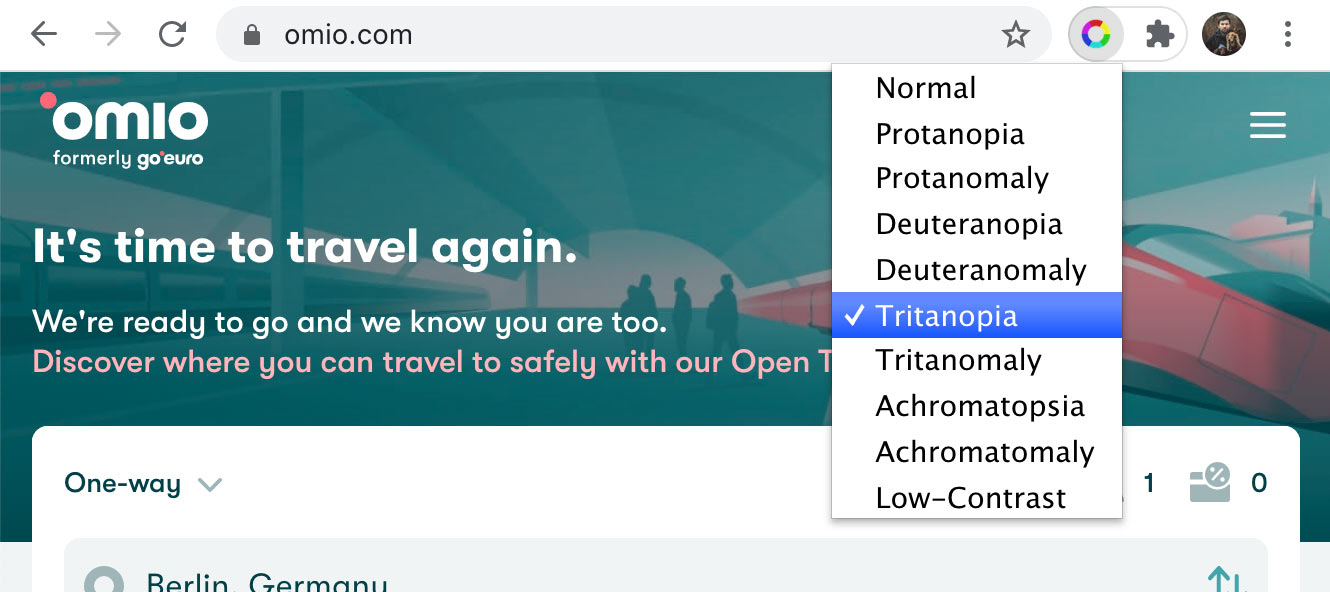 omio.com
omio
formerly go•euro
It's time to travel again.
We're ready to go and we know you are too.
Discover where you can travel to safely with our Open T
Normal
Protanopia
Protanomaly
Deuteranopia
Deuteranomaly
✓ Tritanopia
Tritanomaly
Achromatopsia
Achromatomaly
Low-Contrast
One-way
1 % 0
Berlin, Germany